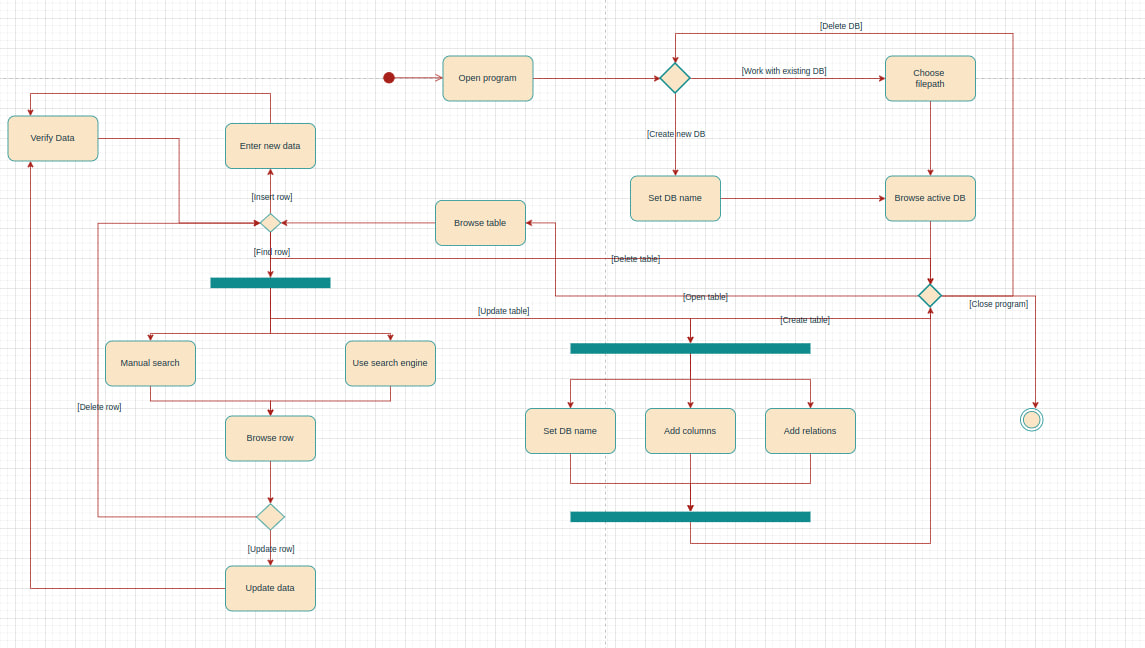 [Delete DB]
Open program
[Work with existing DB]
Choose
filepath
Verify Data
Enter new data
[Create new DB
[Insert row]
Set DB name
Browse active DB
Browse table
[Find row]
[Delete table]
[Open table]
[Close program]
[Update table]
[Create table]
Manual search
Use search engine
[Delete row]
Browse row
Set DB name
Add columns
Add relations
[Update row]
Update data